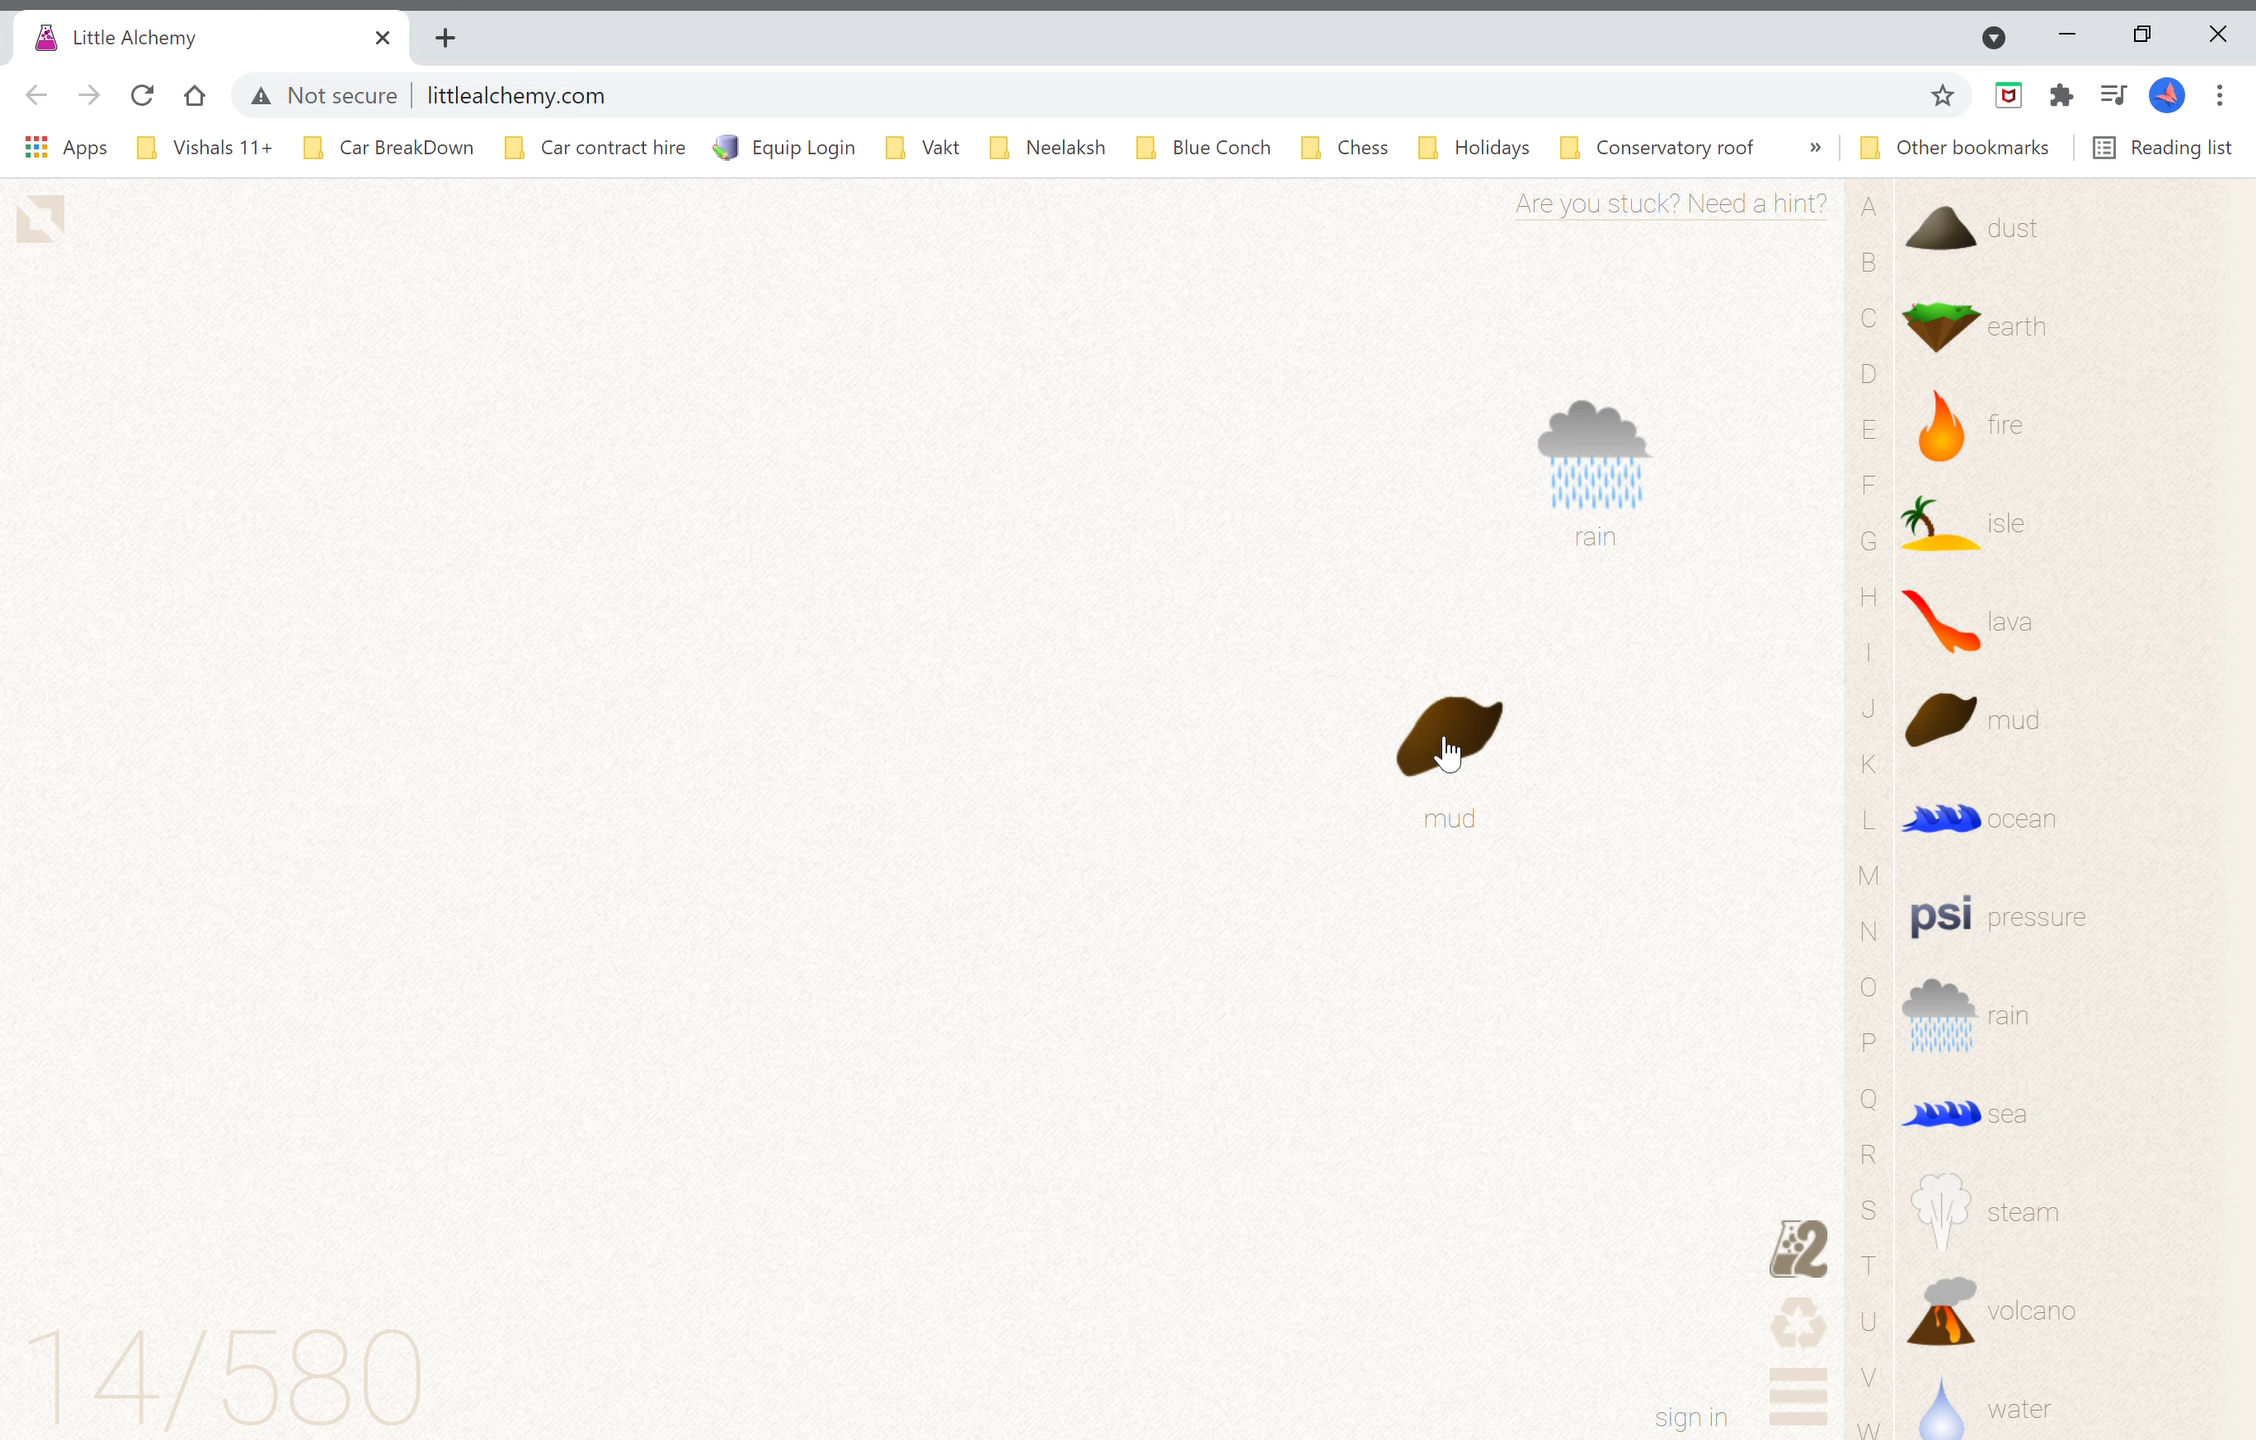 Little Alchemy
Not secure littlealchemy.com
Apps Vishals 11+ Car BreakDown Car contract hire Equip Login Vakt Neelaksh Blue Conch Chess Holidays Conservatory roof » Other bookmarks Reading list
Are you stuck? Need a hint?
rain
mud
14/580
2
sign in
A
B
C
D
E
F
G
H
I
J
K
L
M
N
O
P
Q
R
S
T
U
V
W
dust
earth
fire
isle
lava
mud
ocean
psi pressure
rain
sea
steam
volcano
water